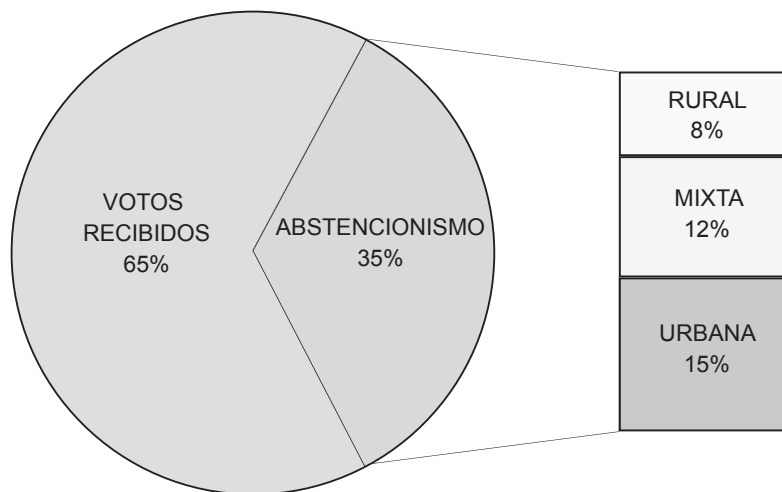 VOTOS
RECIBIDOS
65%
ABSTENCIONISMO
35%
RURAL
8%
MIXTA
12%
URBANA
15%